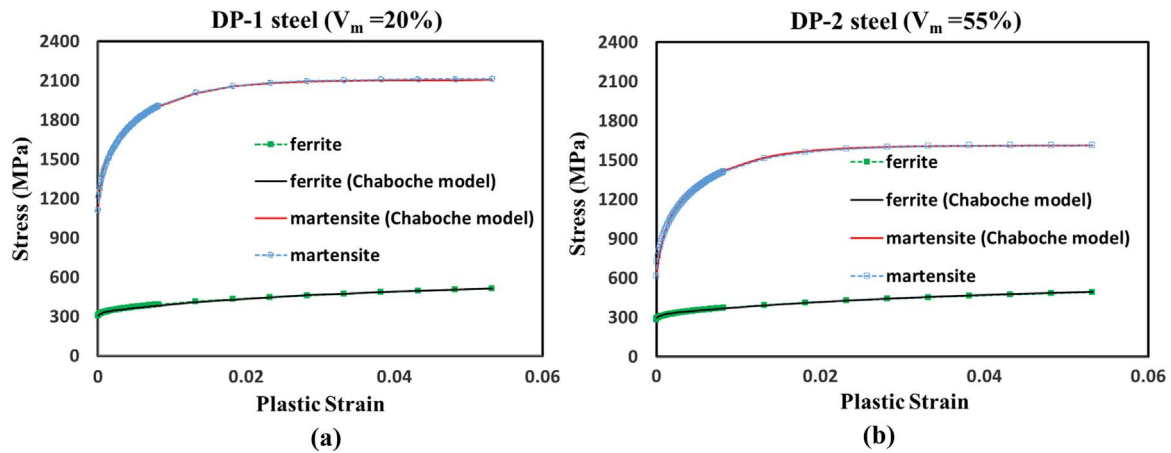 DP-1 steel (Vm =20%)
2400
2100
1800
1500
1200
900
600
300
0
Stress (MPa)
ferrite
ferrite (Chaboche model)
martensite (Chaboche model)
martensite
0
0.02
0.04
0.06
Plastic Strain
(a)
DP-2 steel (Vm =55%)
2400
2100
1800
1500
1200
900
600
300
0
Stress (MPa)
ferrite
ferrite (Chaboche model)
martensite (Chaboche model)
martensite
0
0.02
0.04
0.06
Plastic Strain
(b)